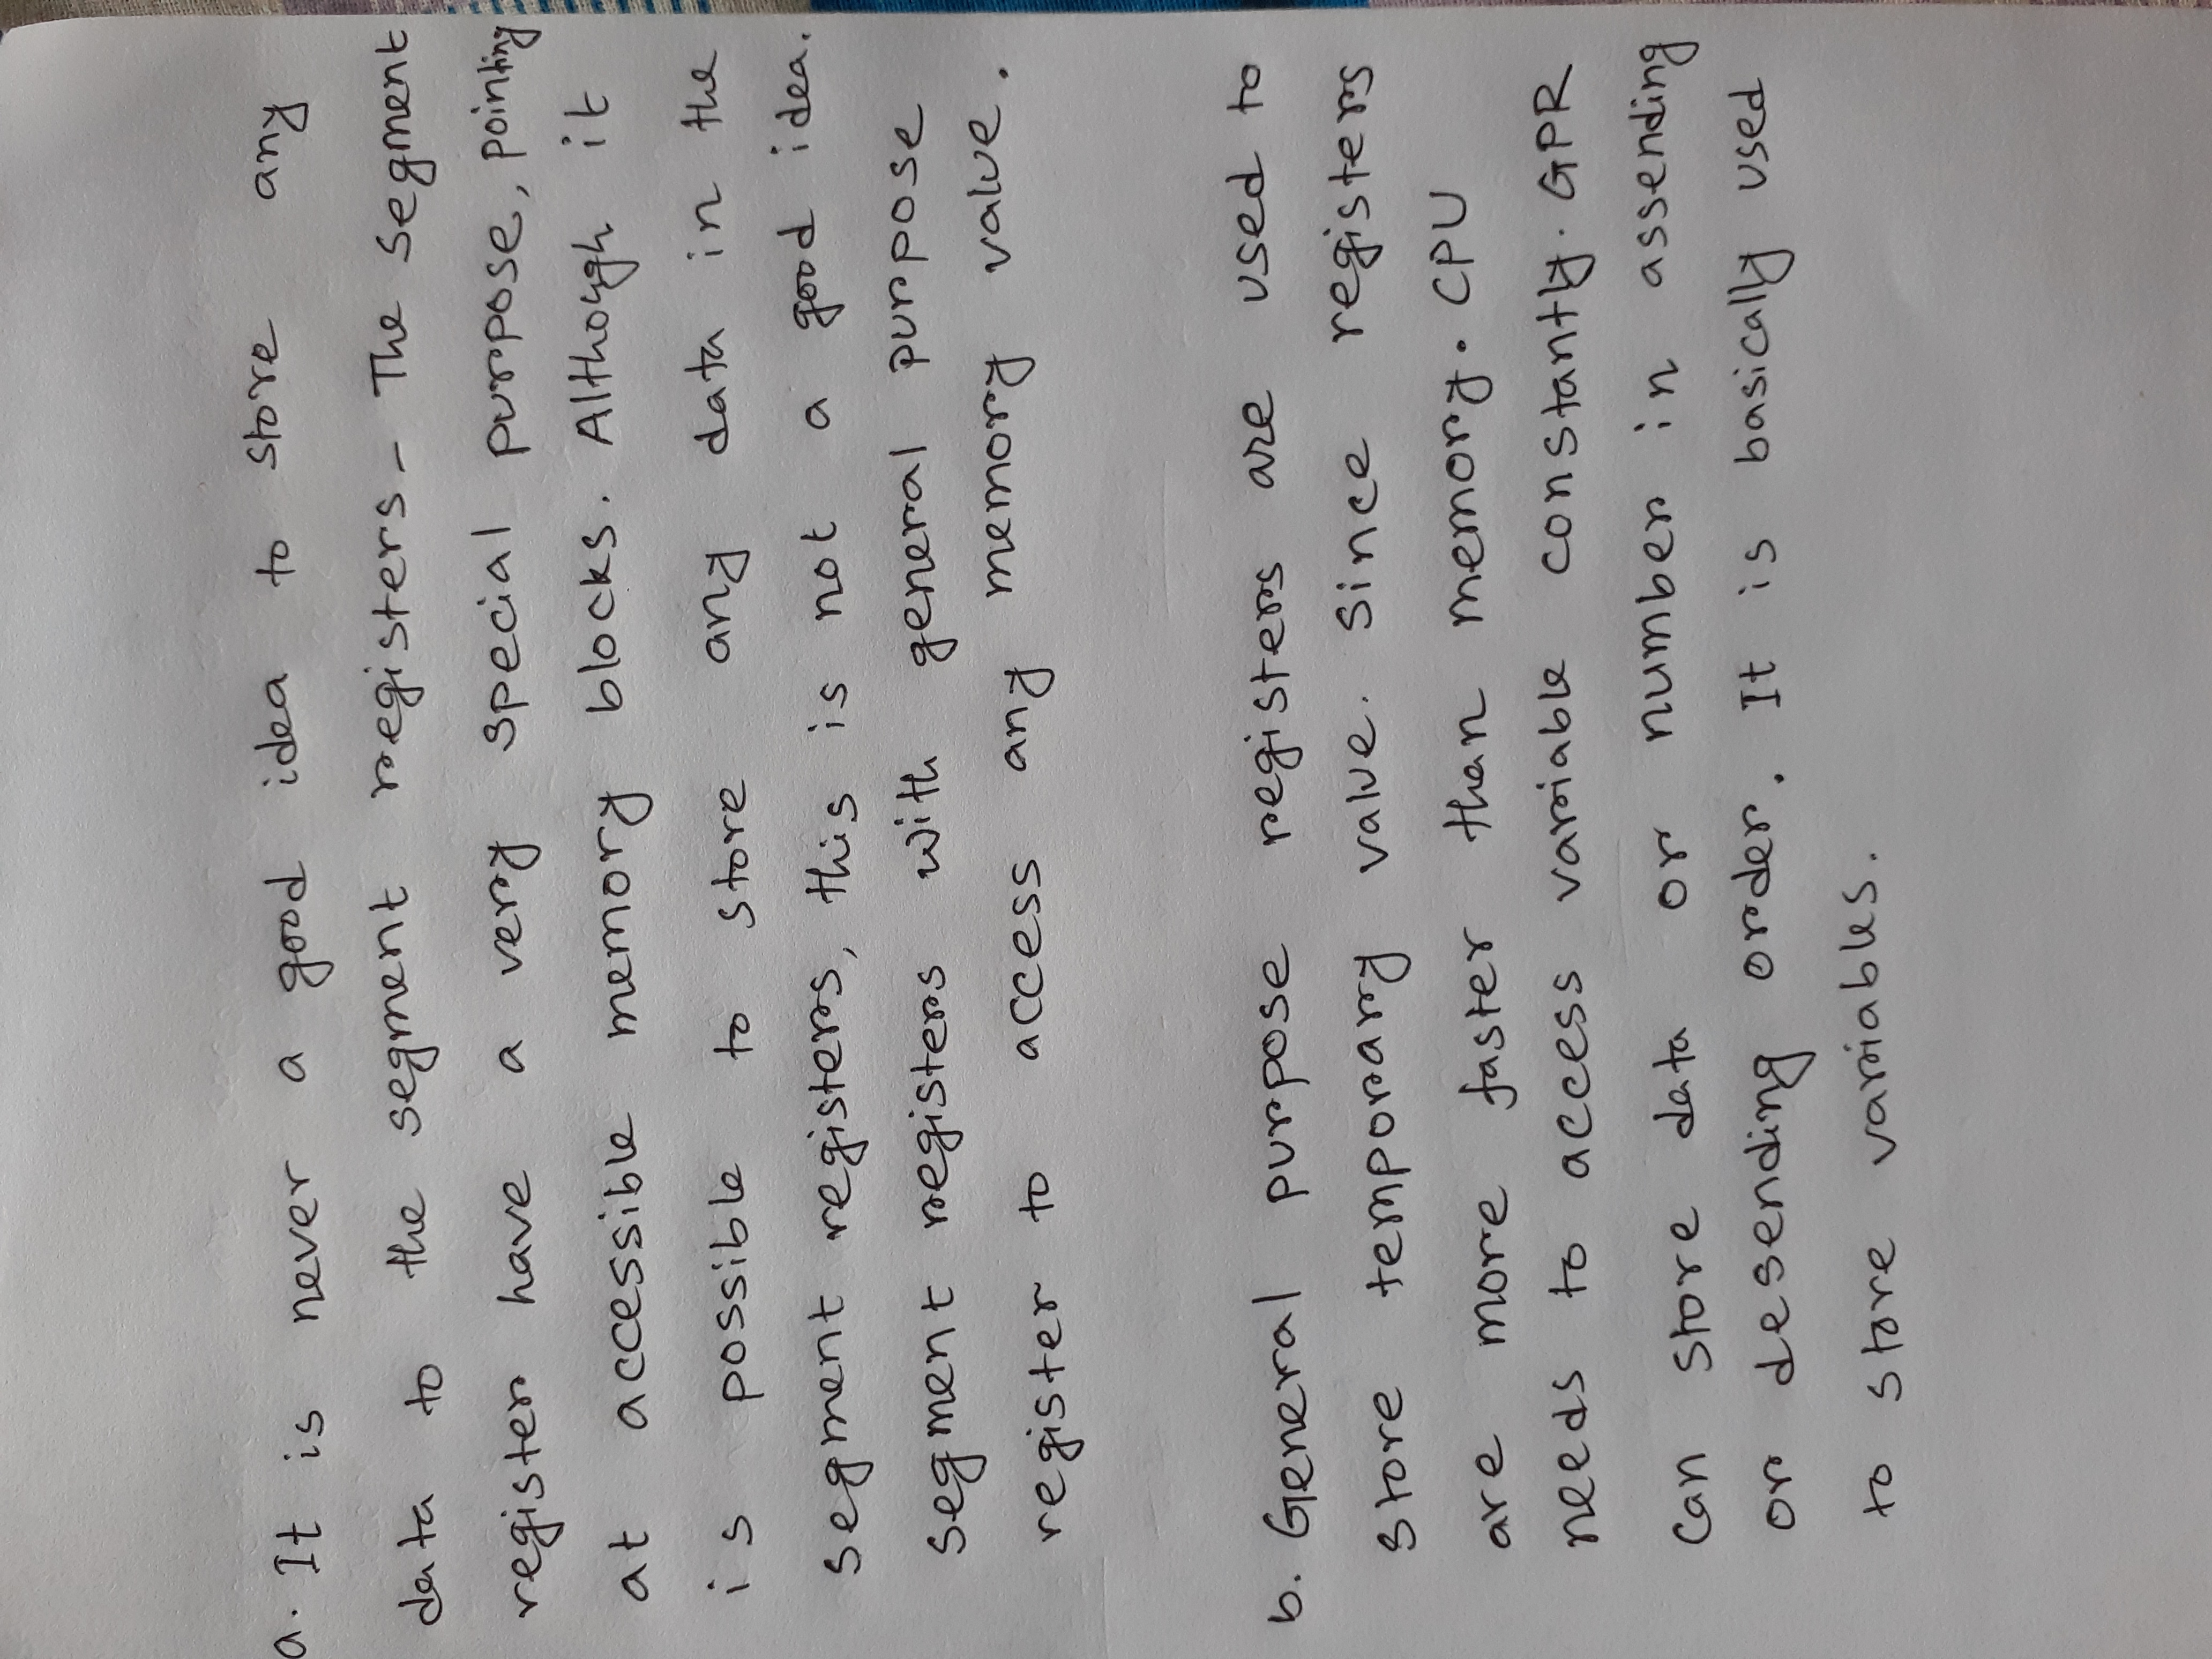 a. It is never a good idea to store any
data to the segment registers- The segment
register have a very special purpose, pointing
at accessible memory blocks. Although it
is possible to store any data in the
segment registers, this is not a good idea.
segment registers with general purpose
register to access any memory value.
b. General purpose registers are used to
store temporary value. Since registers
are more faster than memory. CPU
needs to access variable constantly. GPR
can store data or number in assending
or desending order. It is basically used
to store variables.